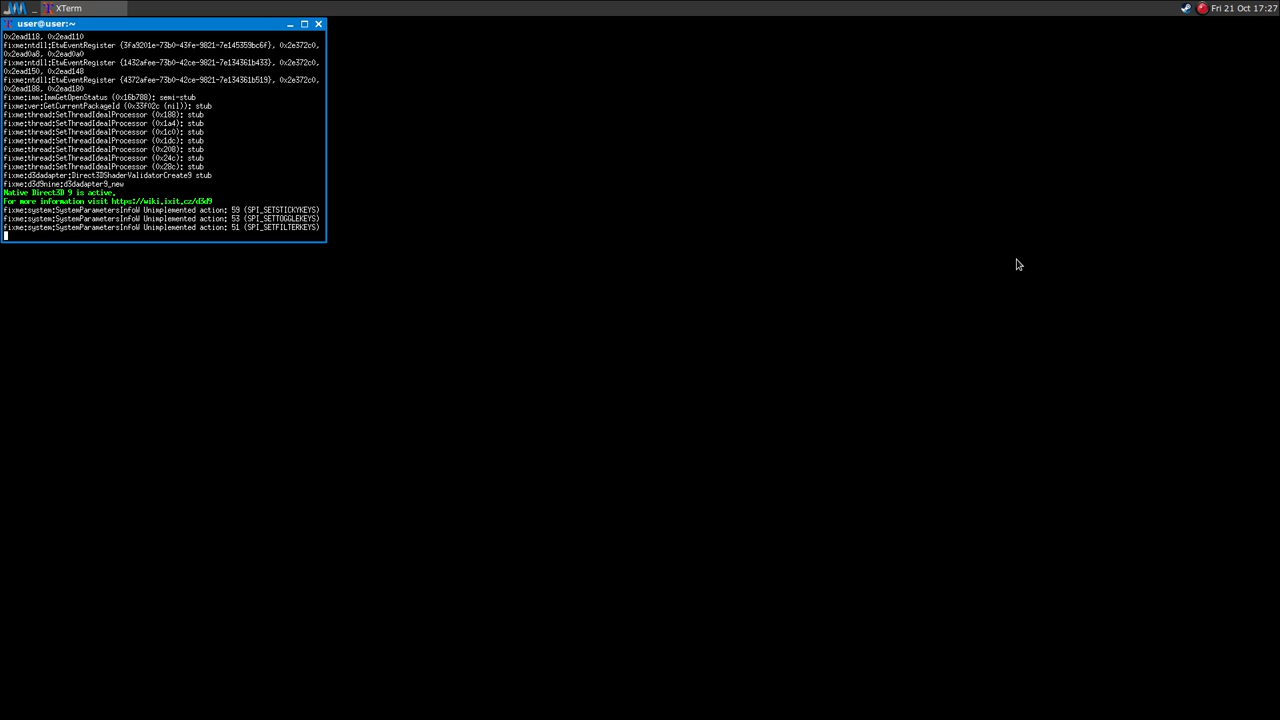 XTerm
Fri 21 Oct 17:27
user@user:~
0x2ead118, 0x2ead110
fixme:ntdll:EtwEventRegister {3fa9201e-73b0-43fe-9821-7e145359bc6f}, 0x2e372c0,
0x2ead0a8, 0x2ead0a0
fixme:ntdll:EtwEventRegister {1432afee-73b0-42ce-9821-7e134361b433}, 0x2e372c0,
0x2ead150, 0x2ead148
fixme:ntdll:EtwEventRegister {4372afee-73b0-42ce-9821-7e134361b519}, 0x2e372c0,
0x2ead188, 0x2ead180
fixme:imm:ImmGetOpenStatus (0x16b788): semi-stub
fixme:ver:GetCurrentPackageId (0x33f02c (nil)): stub
fixme:thread:SetThreadIdealProcessor (0x188): stub
fixme:thread:SetThreadIdealProcessor (0x1a4): stub
fixme:thread:SetThreadIdealProcessor (0x1c0): stub
fixme:thread:SetThreadIdealProcessor (0x1dc): stub
fixme:thread:SetThreadIdealProcessor (0x208): stub
fixme:thread:SetThreadIdealProcessor (0x24c): stub
fixme:thread:SetThreadIdealProcessor (0x28c): stub
fixme:d3dadapter:Direct3DShaderValidatorCreate9 stub
fixme:d3d9nine:d3dadapter9_new
Native Direct3D 9 is active.
For more information visit https://wiki.ixit.cz/d3d9
fixme:system:SystemParametersInfoW Unimplemented action: 59 (SPI_SETSTICKYKEYS)
fixme:system:SystemParametersInfoW Unimplemented action: 53 (SPI_SETTOGGLEKEYS)
fixme:system:SystemParametersInfoW Unimplemented action: 51 (SPI_SETFILTERKEYS)